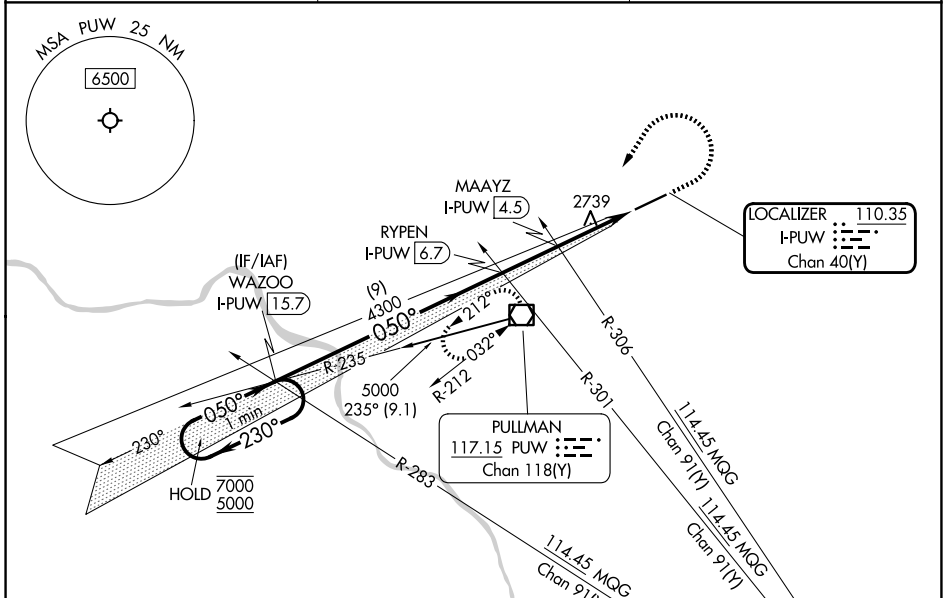 MSA PUW 25 NM
6500
MAAYZ
I-PUW 4.5
2739
RYPEN
I-PUW 6.7
LOCALIZER 110.35
I-PUW
Chan 40(Y)
(IF/IAF)
WAZOO
I-PUW 15.7
(9)
4300
050°
212°
032°
R-212
R-235
5000
235° (9.1)
R-306
R-301
050°
1 min
230°
230°
HOLD 7000
5000
PULLMAN
117.15 PUW
Chan 118(Y)
R-283
114.45 MQG
Chan 91(Y)
114.45 MQG
Chan 91(Y)
114.45 MQG